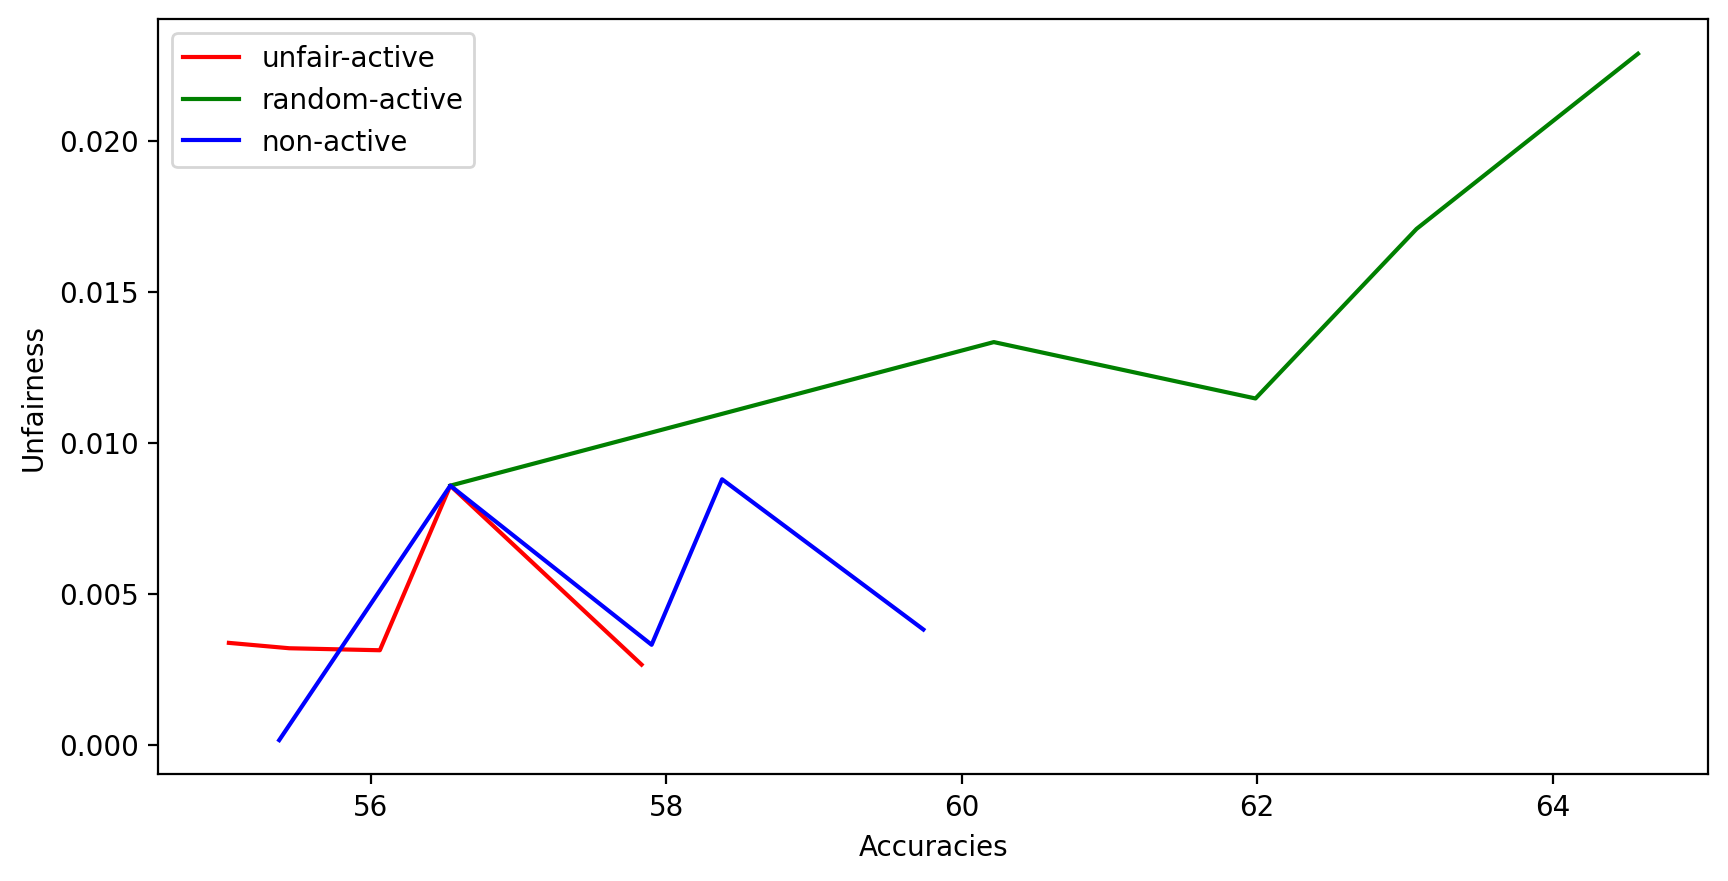 unfair-active
random-active
non-active
0.020
0.015
0.010
0.005
0.000
Unfairness
56 58 60 62 64
Accuracies